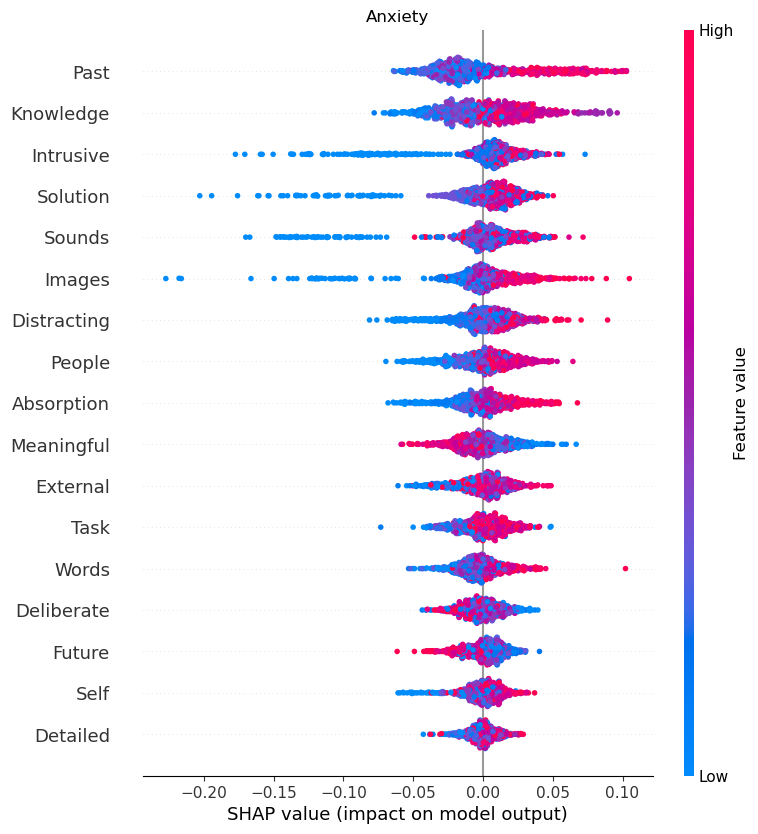 Anxiety
High
Past
Knowledge
Intrusive
Solution
Sounds
Images
Distracting
People
Absorption
Meaningful
External
Task
Words
Deliberate
Future
Self
Detailed
Feature value
Low
−0.20 −0.15 −0.10 −0.05 0.00 0.05 0.10
SHAP value (impact on model output)